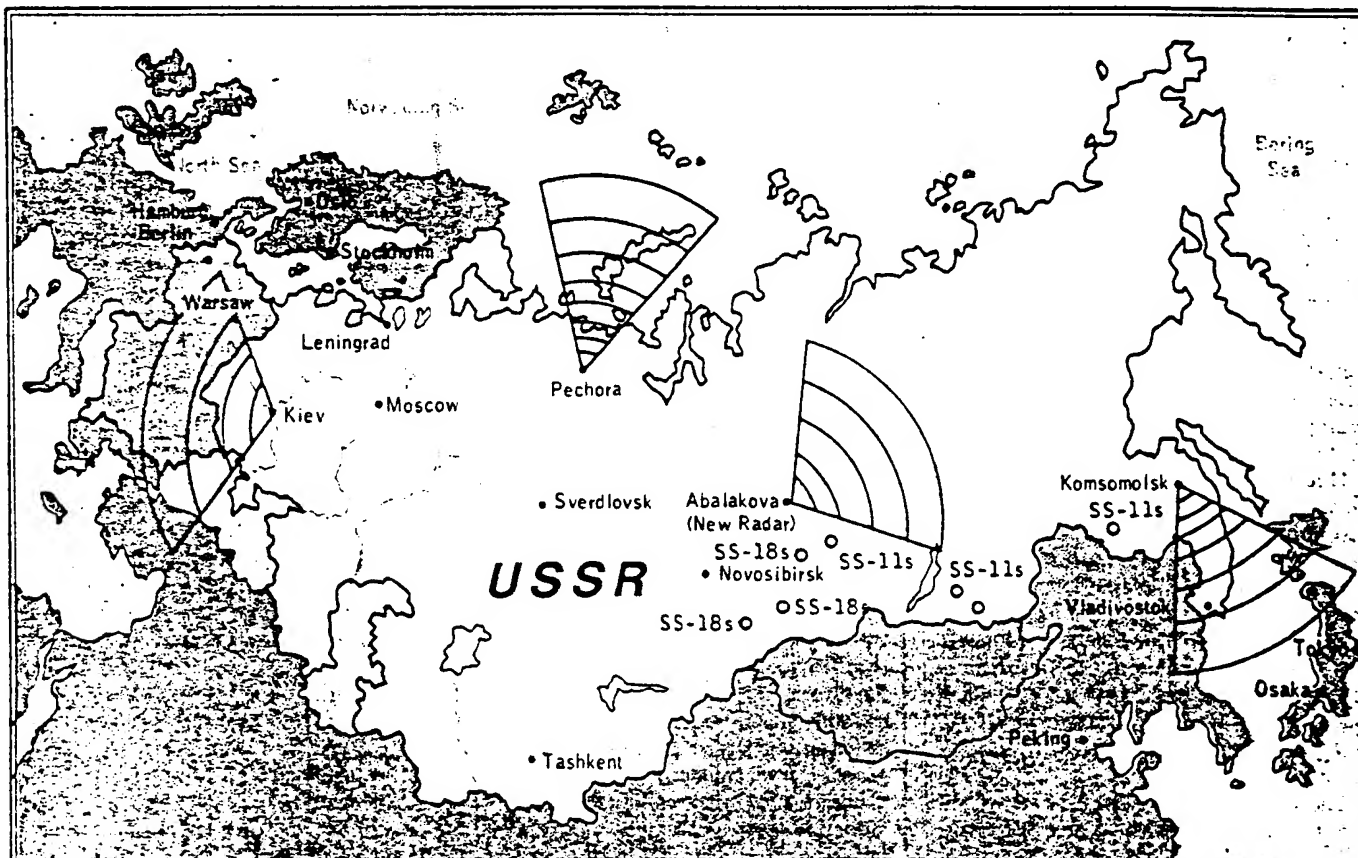 North Sea
Bering
Sea
Hamburg
Berlin
Oslo
Stockholm
Warsaw
Leningrad
Pechora
Kiev
Moscow
Sverdlovsk
Abalakova
(New Radar)
Komsomolsk
SS-11s
SS-18s
SS-11s
SS-11s
Novosibirsk
USSR
SS-18s
SS-18s
Vladivostok
Tokyo
Osaka
Peking
Tashkent